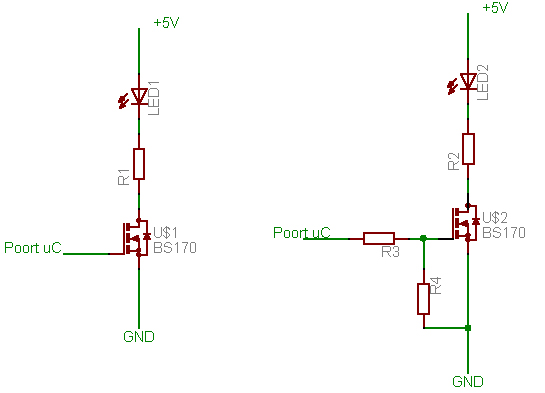 +5V
LED1
R1
U$1
BS170
Poort uC
GND
+5V
LED2
R2
U$2
BS170
Poort uC
R3
R4
GND